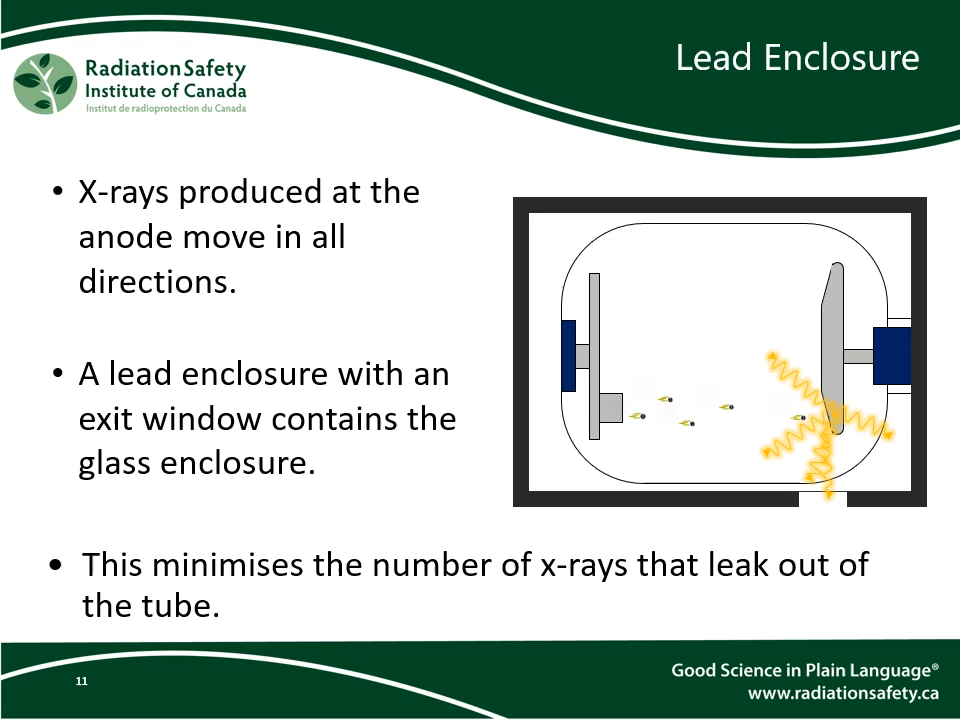 Lead Enclosure
Radiation Safety
Institute of Canada
Institut de radioprotection du Canada
• X-rays produced at the
anode move in all
directions.
• A lead enclosure with an
exit window contains the
glass enclosure.
• This minimises the number of x-rays that leak out of
the tube.
11
Good Science in Plain Language®
www.radiationsafety.ca